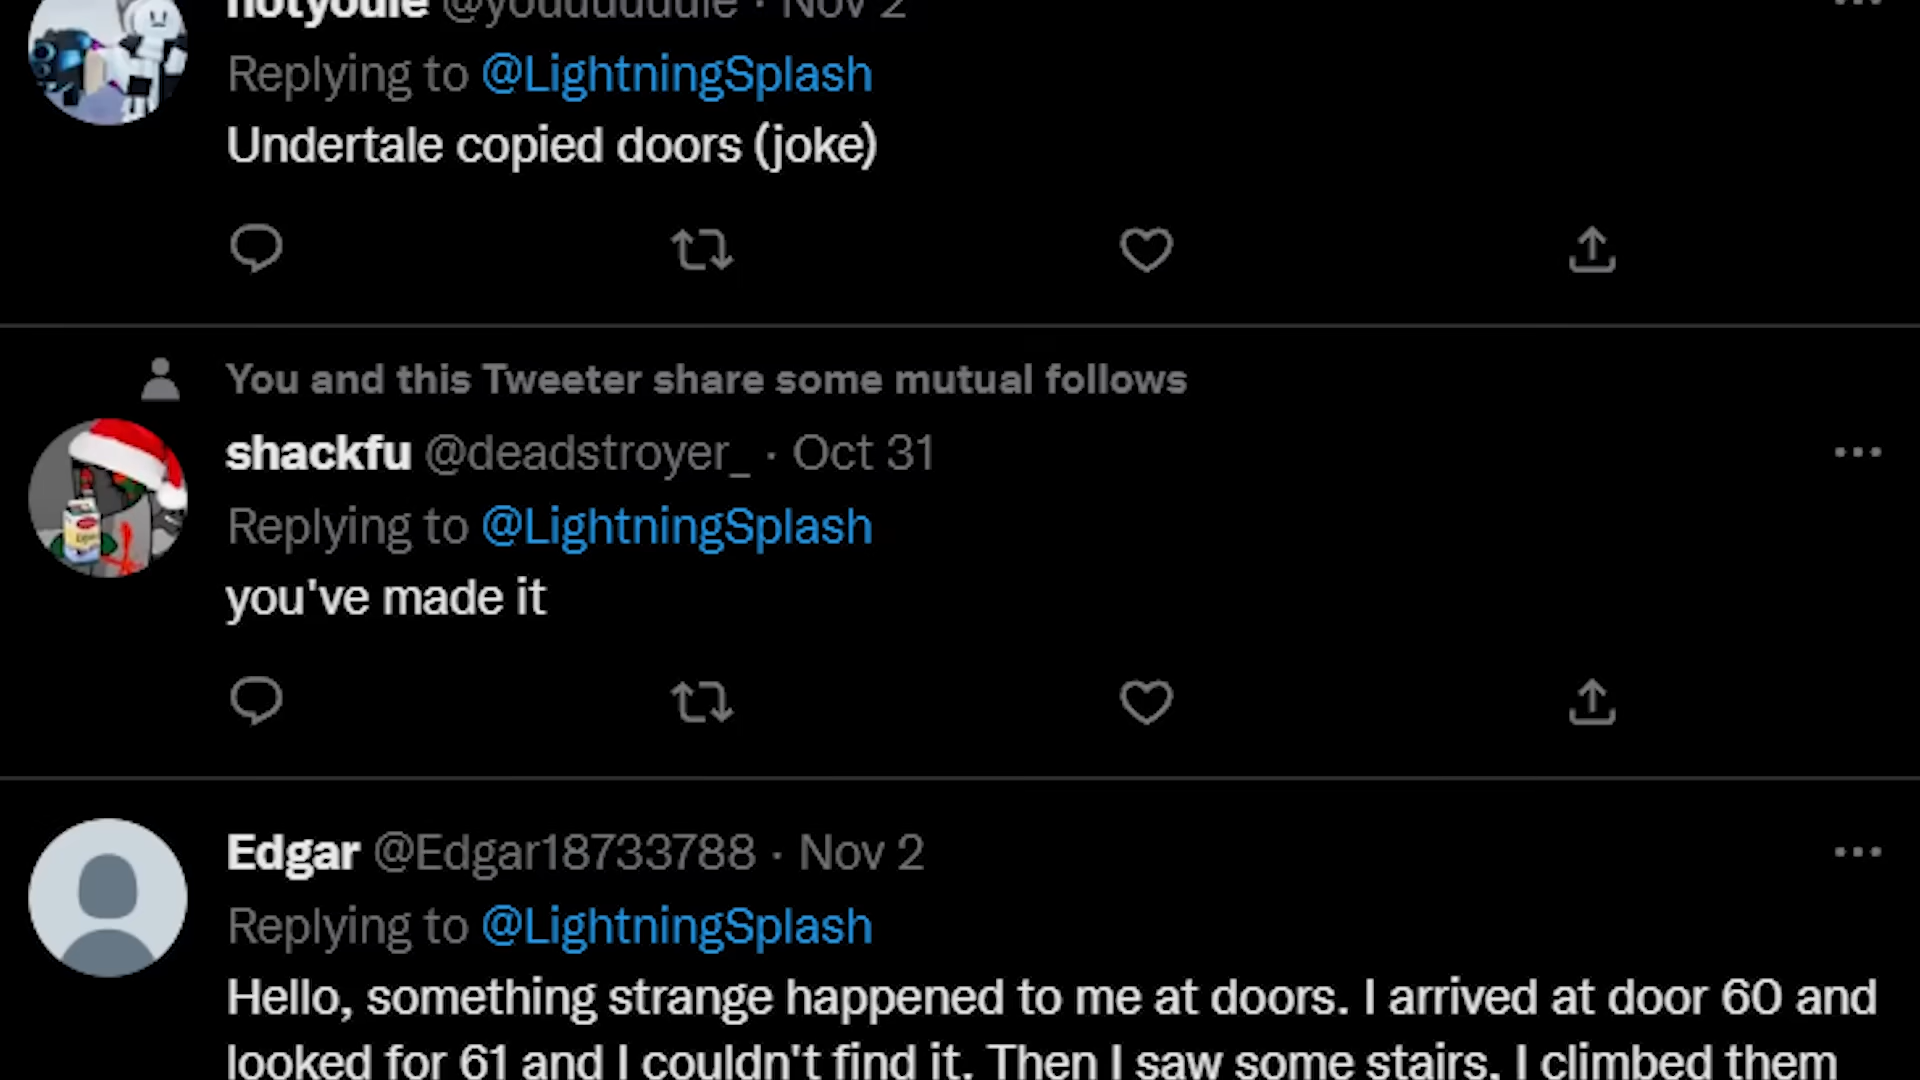 notyoule · Nov 2
Replying to @LightningSplash
Undertale copied doors (joke)
You and this Tweeter share some mutual follows
shackfu @deadstroyer_ · Oct 31
Replying to @LightningSplash
you've made it
Edgar @Edgar18733788 · Nov 2
Replying to @LightningSplash
Hello, something strange happened to me at doors. I arrived at door 60 and
looked for 61 and I couldn't find it. Then I saw some stairs, I climbed them